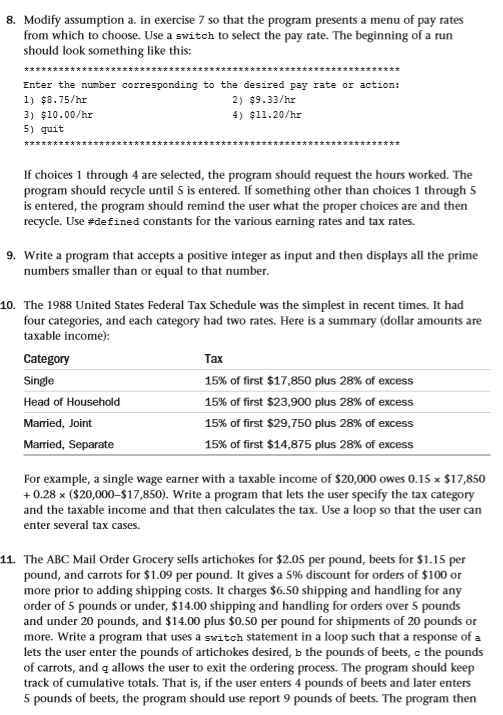 8. Modify assumption a. in exercise 7 so that the program presents a menu of pay rates
from which to choose. Use a switch to select the pay rate. The beginning of a run
should look something like this:
*****************************************************************
Enter the number corresponding to the desired pay rate or action:
1) $8.75/hr 2) $9.33/hr
3) $10.00/hr 4) $11.20/hr
5) quit
*****************************************************************
If choices 1 through 4 are selected, the program should request the hours worked. The
program should recycle until 5 is entered. If something other than choices 1 through 5
is entered, the program should remind the user what the proper choices are and then
recycle. Use #defined constants for the various earning rates and tax rates.
9. Write a program that accepts a positive integer as input and then displays all the prime
numbers smaller than or equal to that number.
10. The 1988 United States Federal Tax Schedule was the simplest in recent times. It had
four categories, and each category had two rates. Here is a summary (dollar amounts are
taxable income):
Category Tax
Single 15% of first $17,850 plus 28% of excess
Head of Household 15% of first $23,900 plus 28% of excess
Married, Joint 15% of first $29,750 plus 28% of excess
Married, Separate 15% of first $14,875 plus 28% of excess
For example, a single wage earner with a taxable income of $20,000 owes 0.15 × $17,850
+ 0.28 × ($20,000–$17,850). Write a program that lets the user specify the tax category
and the taxable income and that then calculates the tax. Use a loop so that the user can
enter several tax cases.
11. The ABC Mail Order Grocery sells artichokes for $2.05 per pound, beets for $1.15 per
pound, and carrots for $1.09 per pound. It gives a 5% discount for orders of $100 or
more prior to adding shipping costs. It charges $6.50 shipping and handling for any
order of 5 pounds or under, $14.00 shipping and handling for orders over 5 pounds
and under 20 pounds, and $14.00 plus $0.50 per pound for shipments of 20 pounds or
more. Write a program that uses a switch statement in a loop such that a response of a
lets the user enter the pounds of artichokes desired, b the pounds of beets, c the pounds
of carrots, and q allows the user to exit the ordering process. The program should keep
track of cumulative totals. That is, if the user enters 4 pounds of beets and later enters
5 pounds of beets, the program should use report 9 pounds of beets. The program then